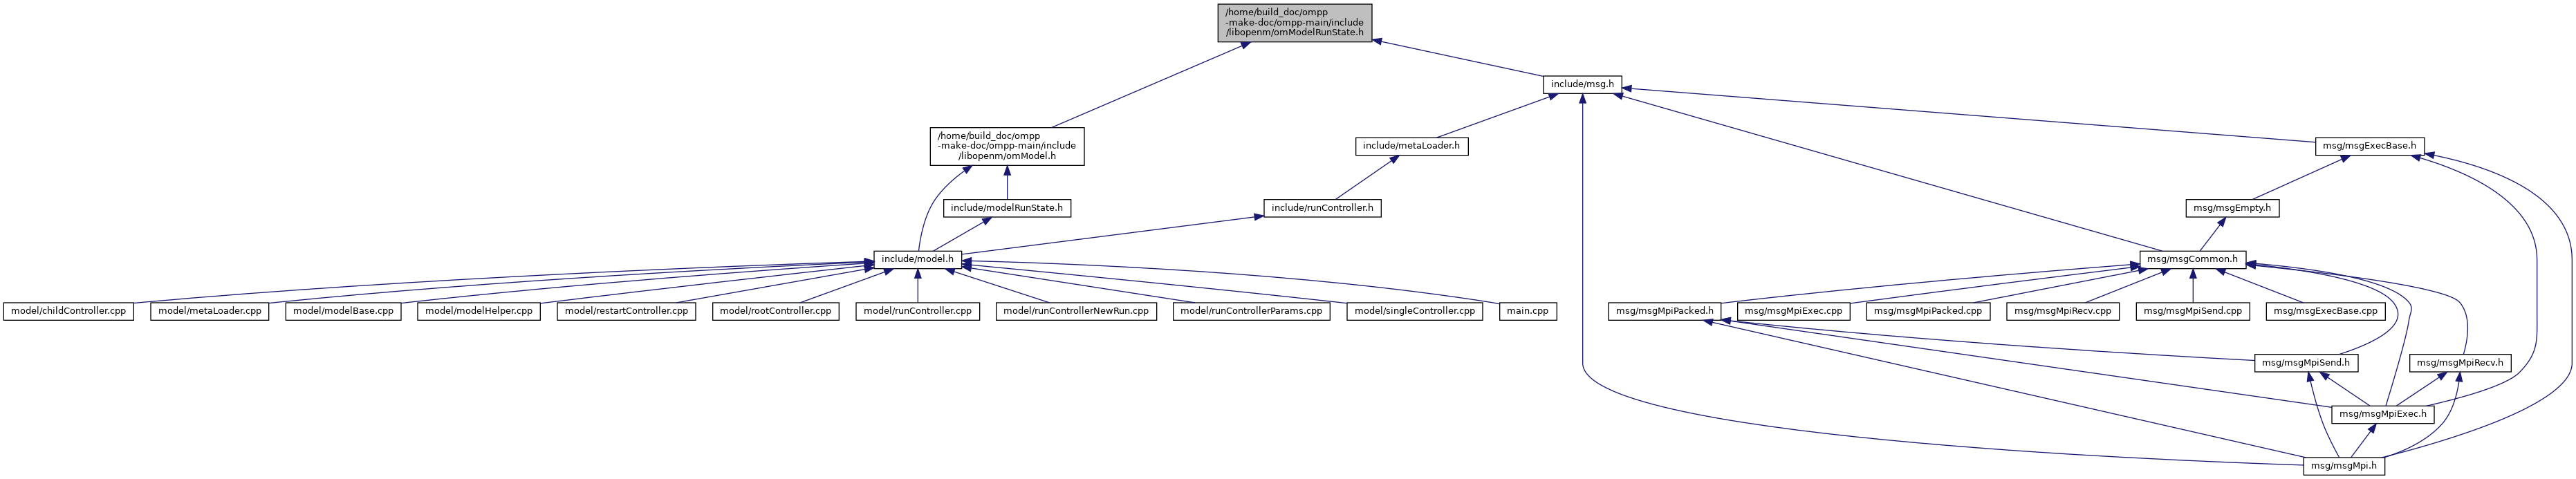 /home/build_doc/ompp
-make-doc/ompp-main/include
/libopenm/omModelRunState.h
include/msg.h
/home/build_doc/ompp
-make-doc/ompp-main/include
/libopenm/omModel.h
include/metaLoader.h
msg/msgExecBase.h
include/modelRunState.h
include/runController.h
msg/msgEmpty.h
include/model.h
msg/msgCommon.h
model/childController.cpp
model/metaLoader.cpp
model/modelBase.cpp
model/modelHelper.cpp
model/restartController.cpp
model/rootController.cpp
model/runController.cpp
model/runControllerNewRun.cpp
model/runControllerParams.cpp
model/singleController.cpp
main.cpp
msg/msgMpiPacked.h
msg/msgMpiExec.cpp
msg/msgMpiPacked.cpp
msg/msgMpiRecv.cpp
msg/msgMpiSend.cpp
msg/msgExecBase.cpp
msg/msgMpiSend.h
msg/msgMpiRecv.h
msg/msgMpiExec.h
msg/msgMpi.h